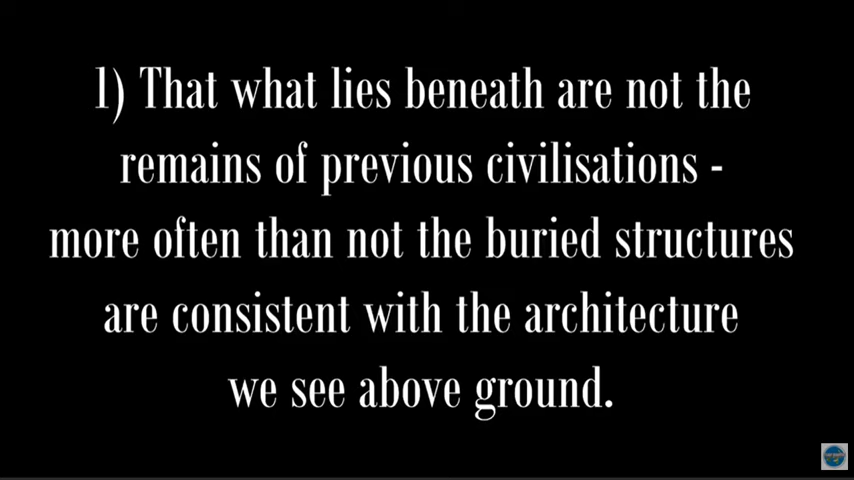 1) That what lies beneath are not the
remains of previous civilisations -
more often than not the buried structures
are consistent with the architecture
we see above ground.